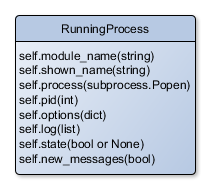 RunningProcess
self.module_name(string)
self.shown_name(string)
self.process(subprocess.Popen)
self.pid(int)
self.options(dict)
self.log(list)
self.state(bool or None)
self.new_messages(bool)